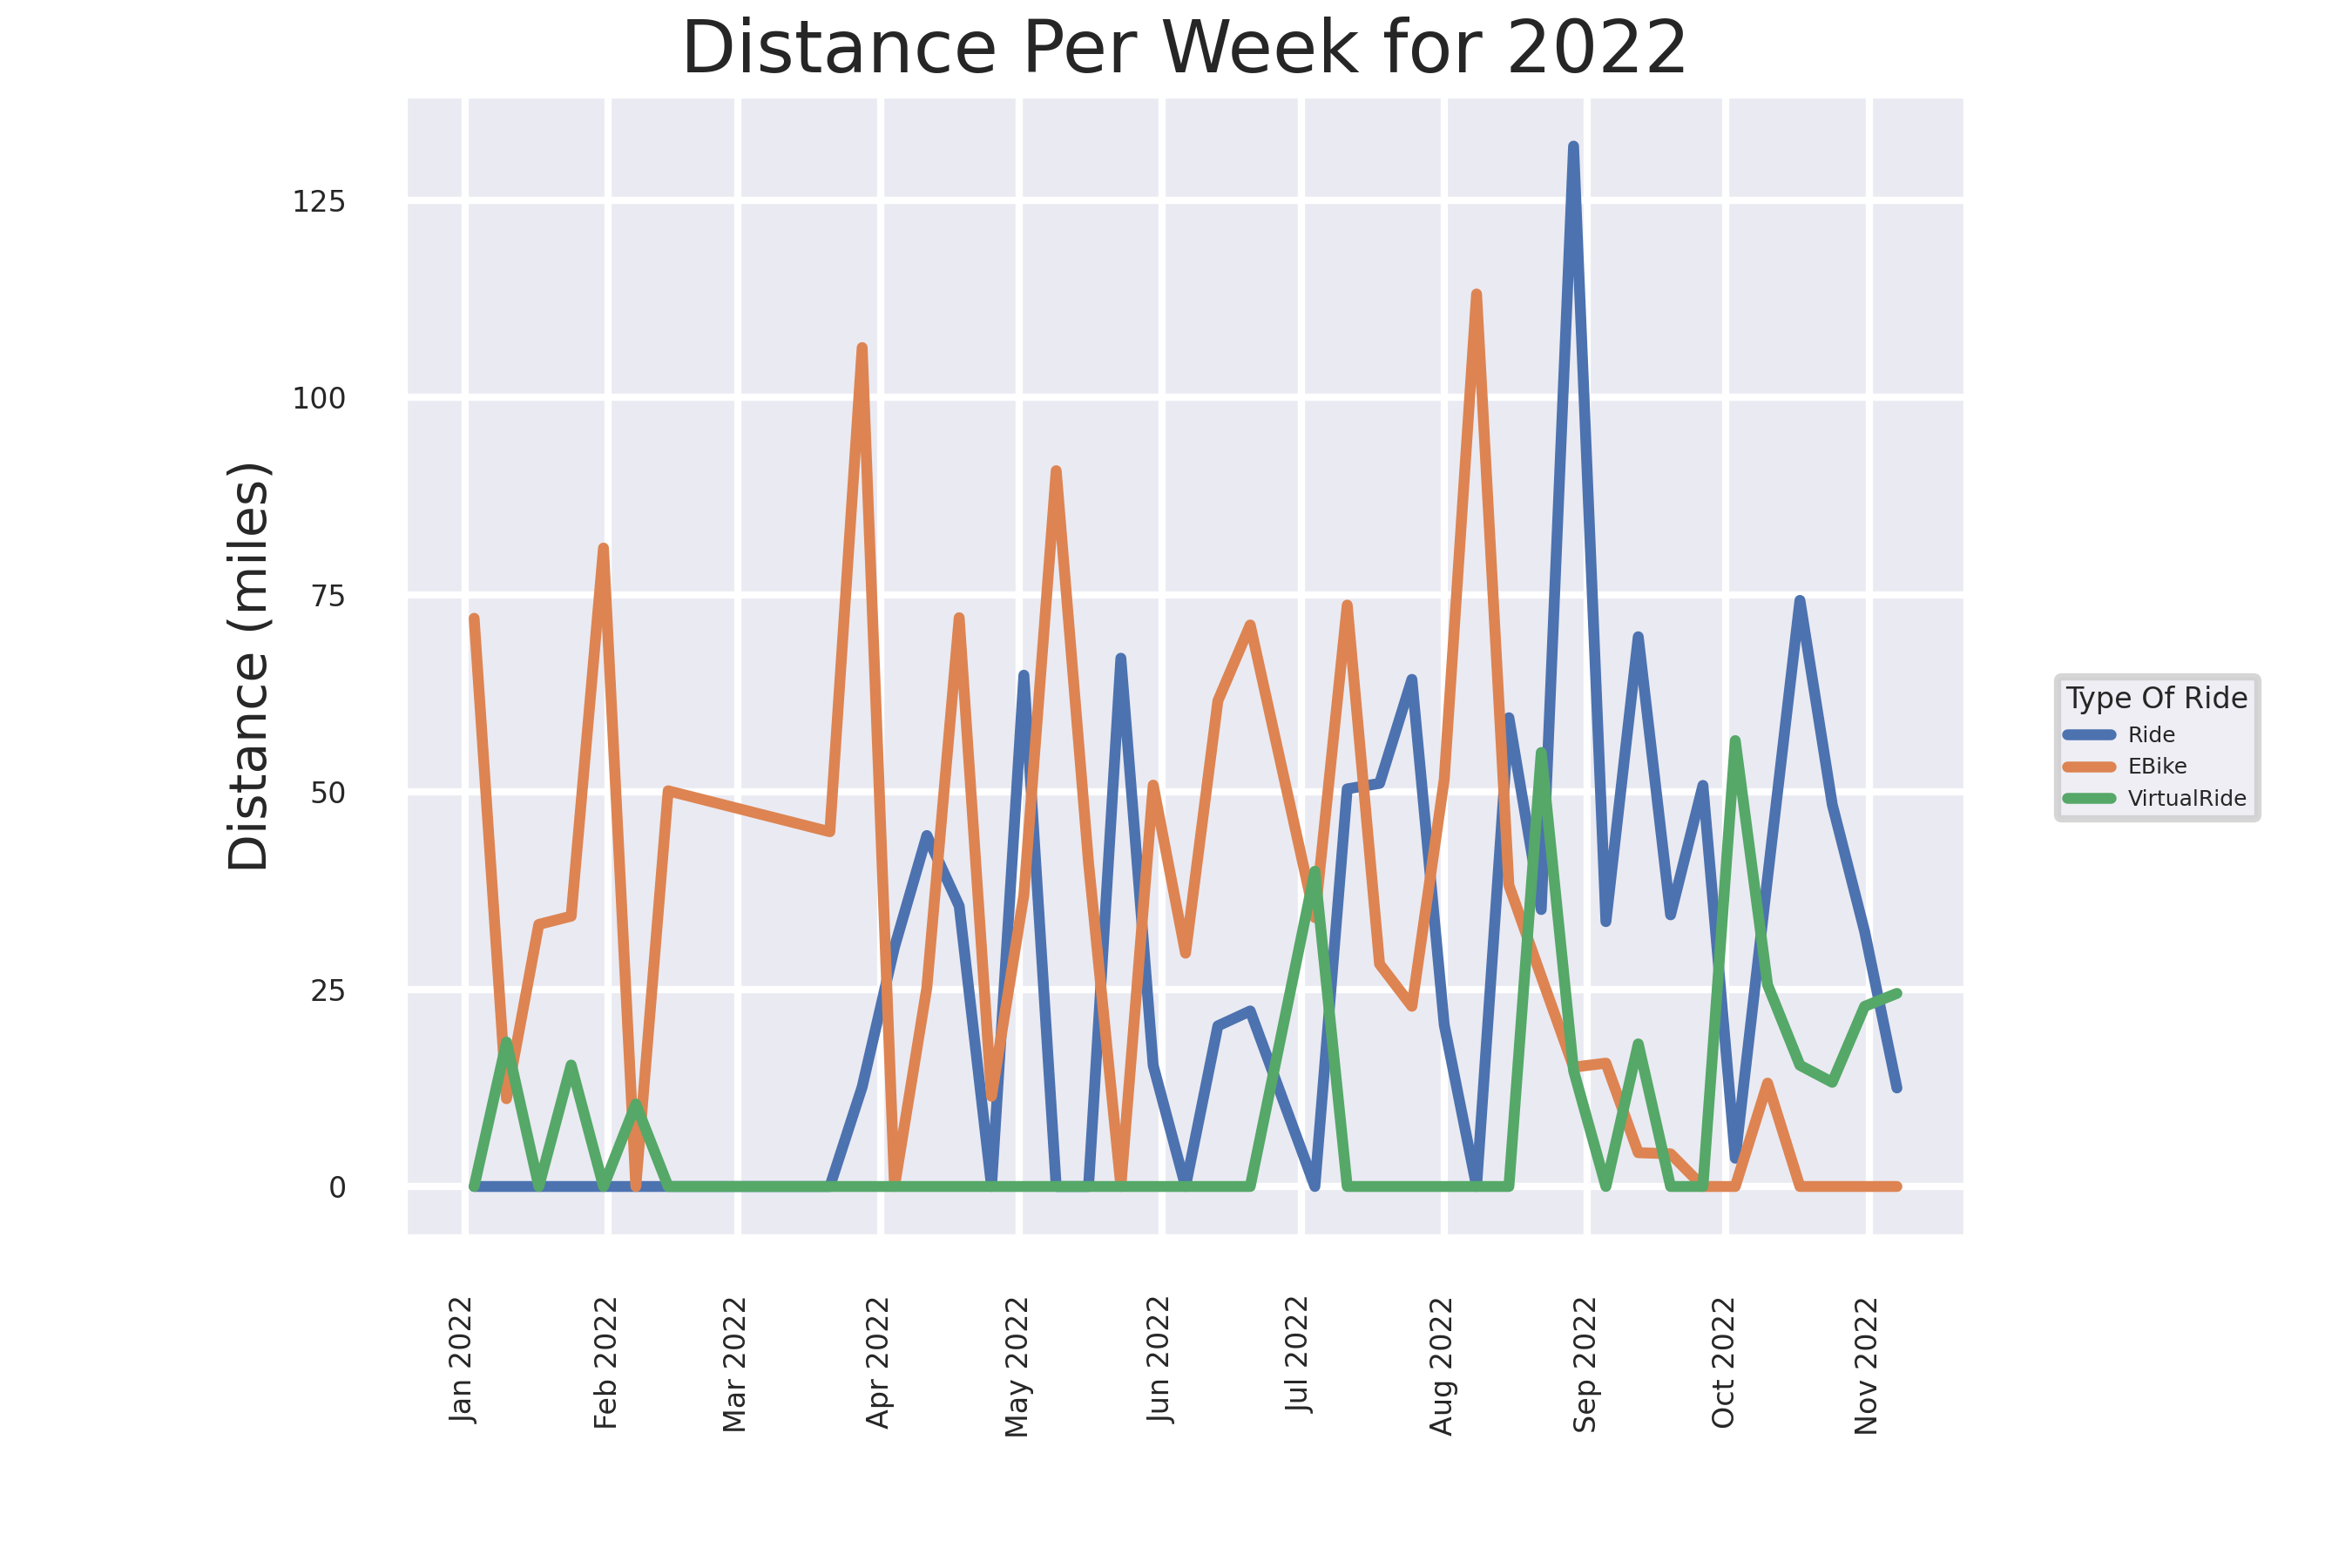 Distance Per Week for 2022
Distance (miles)
125
100
75
50
25
0
Jan 2022
Feb 2022
Mar 2022
Apr 2022
May 2022
Jun 2022
Jul 2022
Aug 2022
Sep 2022
Oct 2022
Nov 2022
Type Of Ride
Ride
EBike
VirtualRide